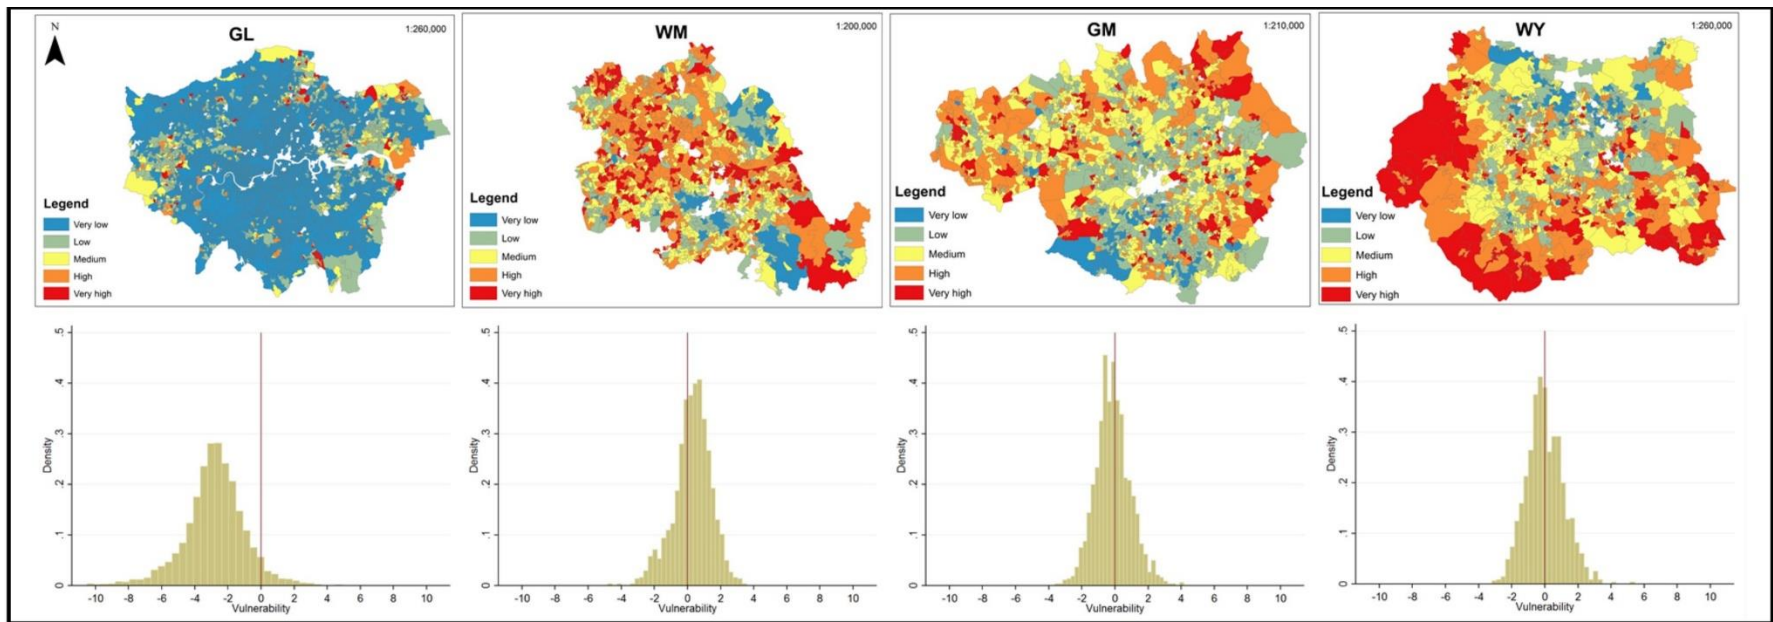 N
GL
1:260,000
Legend
Very low
Low
Medium
High
Very high
WM
1:200,000
Legend
Very low
Low
Medium
High
Very high
GM
1:210,000
Legend
Very low
Low
Medium
High
Very high
WY
1:260,000
Legend
Very low
Low
Medium
High
Very high
.5
.4
.3
.2
.1
0
Density
-10 -8 -6 -4 -2 0 2 4 6 8 10
Vulnerability
.5
.4
.3
.2
.1
0
Density
-10 -8 -6 -4 -2 0 2 4 6 8 10
Vulnerability
.5
.4
.3
.2
.1
0
Density
-10 -8 -6 -4 -2 0 2 4 6 8 10
Vulnerability
.5
.4
.3
.2
.1
0
Density
-10 -8 -6 -4 -2 0 2 4 6 8 10
Vulnerability